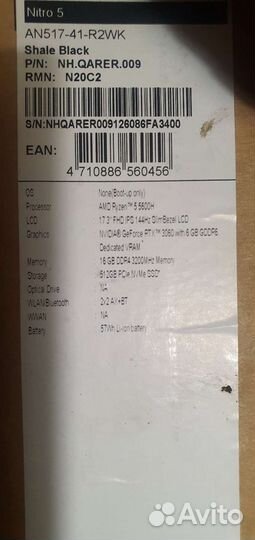 Nitro 5
AN517-41-R2WK
Shale Black
P/N: NH.QARER.009
RMN: N20C2
S/N:NHQARER009126086FA3400
EAN:
4 710886 560456
OS None(Boot-up only)
Processor AMD Ryzen™ 5 5600H
LCD 17.3" FHD IPS 144Hz SlimBezel LCD
Graphics NVIDIA® GeForce RTX™ 3060 with 6 GB GDDR6
Dedicated VRAM
Memory 16 GB DDR4 3200MHz Memory
Storage 512GB PCIe NVMe SSD*
Optical Drive NA
WLAN/Bluetooth 2x2 AX+BT
WWAN NA
Battery 57Wh Li-ion battery
Avito